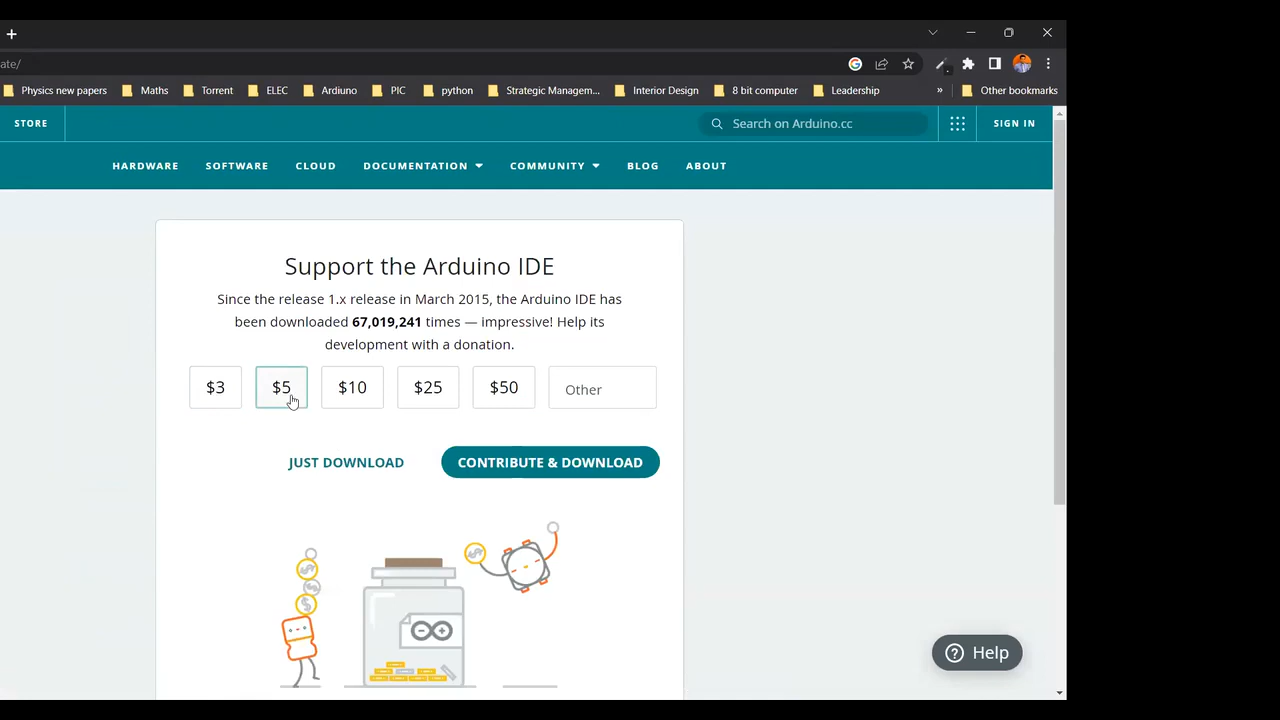 ate/
Physics new papers Maths Torrent ELEC Ardiuno PIC python Strategic Managem... Interior Design 8 bit computer Leadership » Other bookmarks
STORE Search on Arduino.cc SIGN IN
HARDWARE SOFTWARE CLOUD DOCUMENTATION COMMUNITY BLOG ABOUT
Support the Arduino IDE
Since the release 1.x release in March 2015, the Arduino IDE has
been downloaded 67,019,241 times — impressive! Help its
development with a donation.
$3 $5 $10 $25 $50 Other
JUST DOWNLOAD CONTRIBUTE & DOWNLOAD
Help